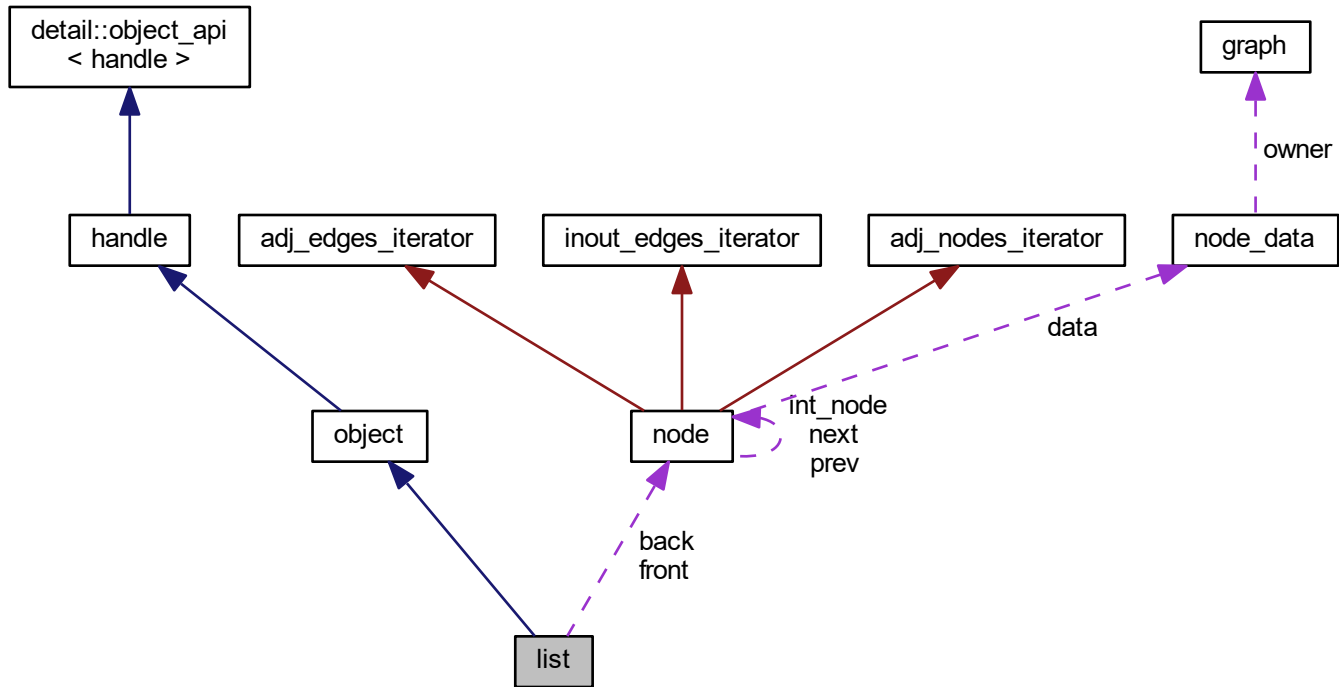 detail::object_api
< handle >
graph
owner
handle
adj_edges_iterator
inout_edges_iterator
adj_nodes_iterator
node_data
data
object
node
int_node
next
prev
back
front
list